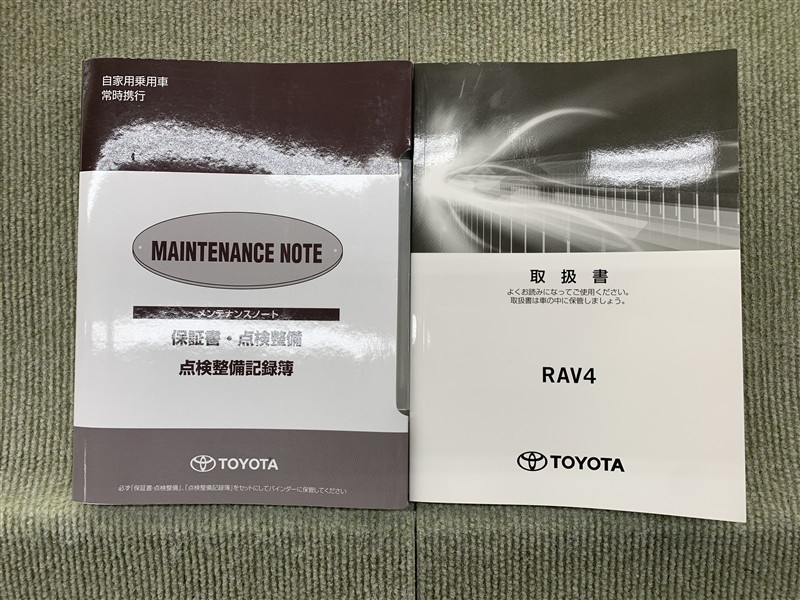 自家用乗用車
常時携行
MAINTENANCE NOTE
メンテナンスノート
保証書・点検整備
点検整備記録簿
TOYOTA
必ず「保証書・点検整備」、「点検整備記録簿」をセットにしてバインダーに保管してください
取扱書
よくお読みになってご使用ください。
取扱書は車の中に保管しましょう。
RAV4
TOYOTA